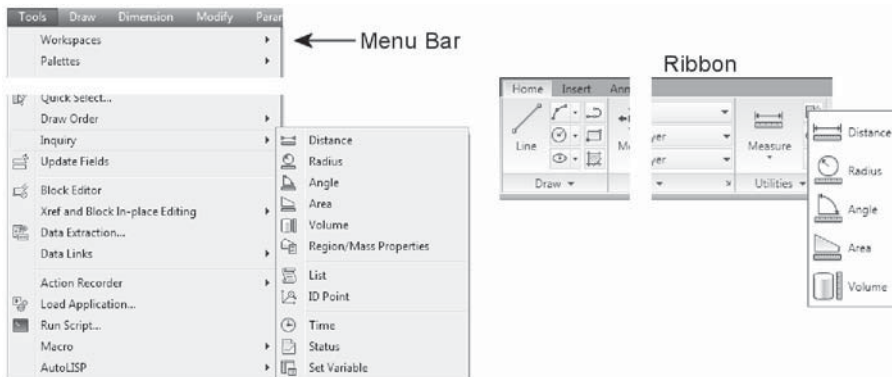 Tools Draw Dimension Modify
Workspaces
Palettes
Menu Bar
Quick Select...
Draw Order
Inquiry
Update Fields
Block Editor
Xref and Block In-place Editing
Data Extraction...
Data Links
Action Recorder
Load Application...
Run Script...
Macro
AutoLISP
Distance
Radius
Angle
Area
Volume
Region/Mass Properties
List
ID Point
Time
Status
Set Variable
Ribbon
Home Insert
Line
Draw
Measure
Utilities
Distance
Radius
Angle
Area
Volume